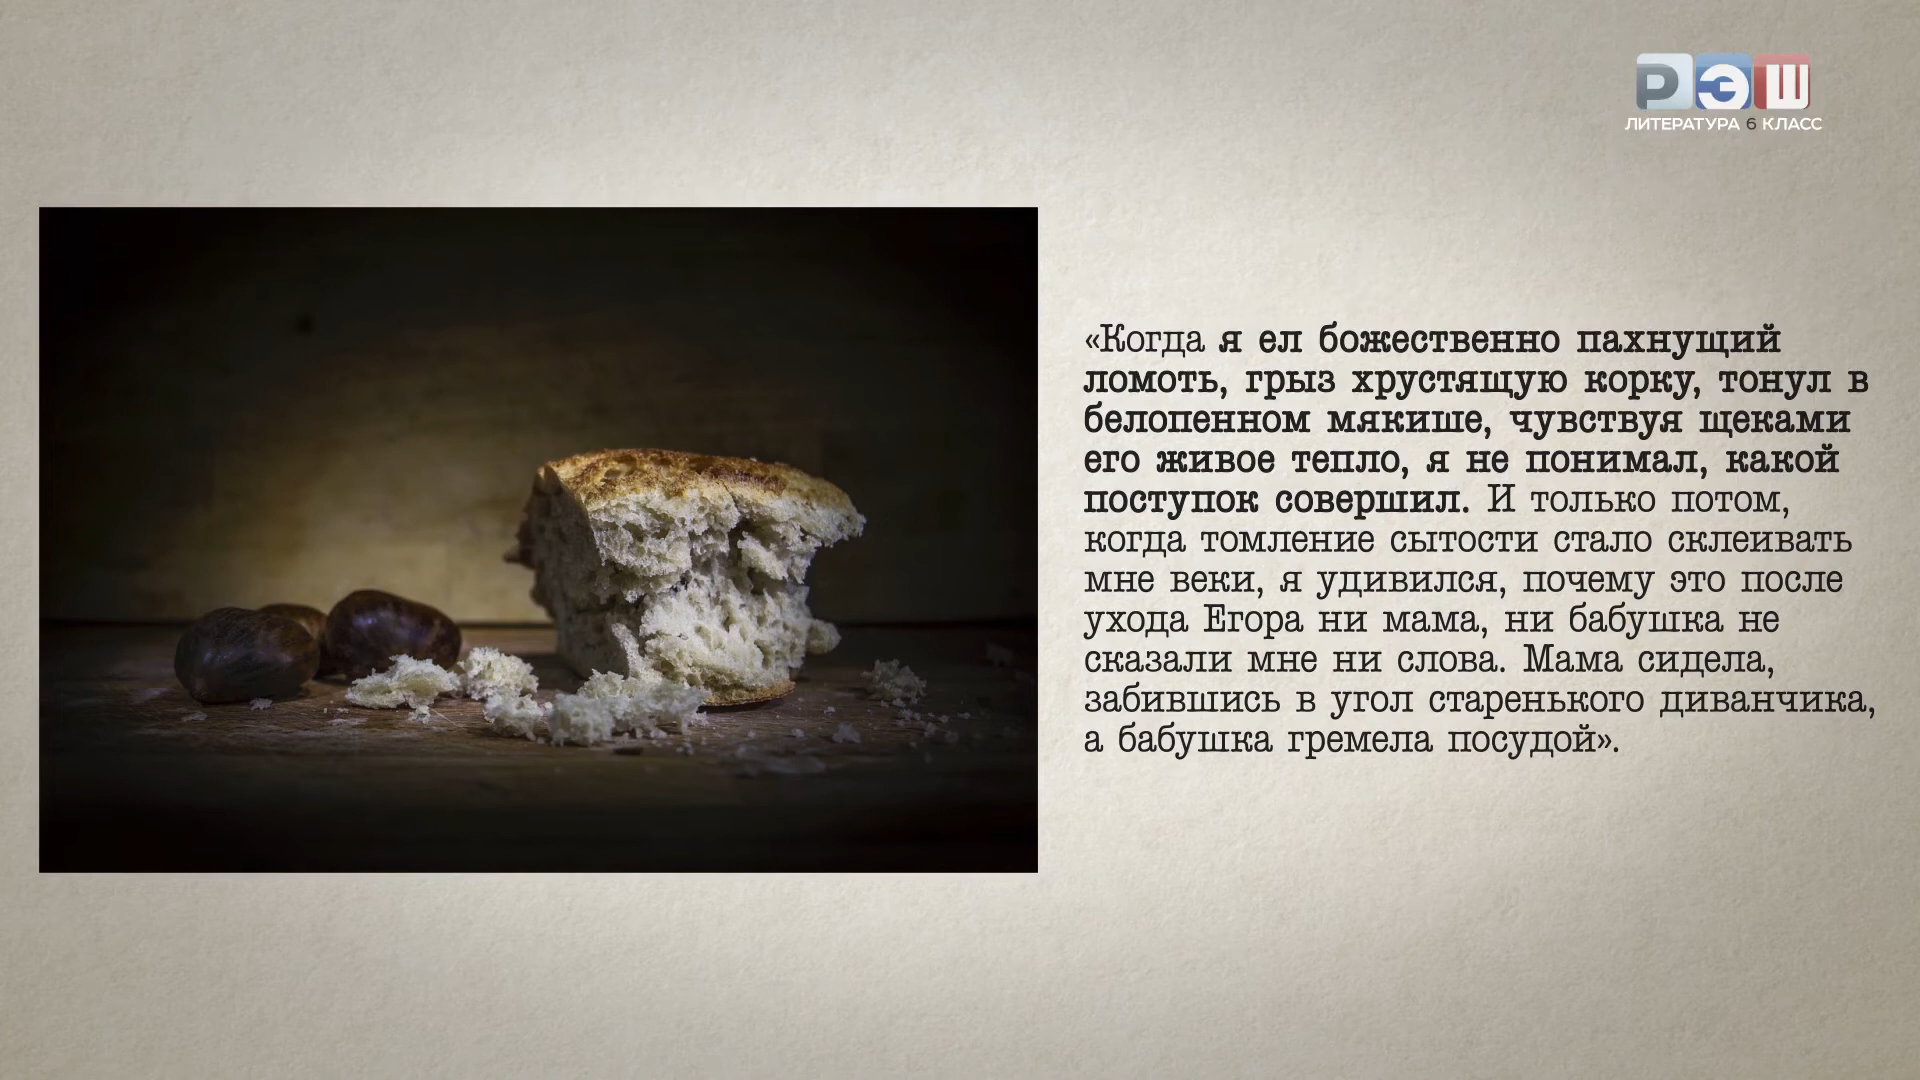 РЭШ
ЛИТЕРАТУРА 6 КЛАСС
«Когда я ел божественно пахнущий
ломоть, грыз хрустящую корку, тонул в
белопенном мякише, чувствуя щеками
его живое тепло, я не понимал, какой
поступок совершил. И только потом,
когда томление сытости стало склеивать
мне веки, я удивился, почему это после
ухода Егора ни мама, ни бабушка не
сказали мне ни слова. Мама сидела,
забившись в угол старенького диванчика,
а бабушка гремела посудой».